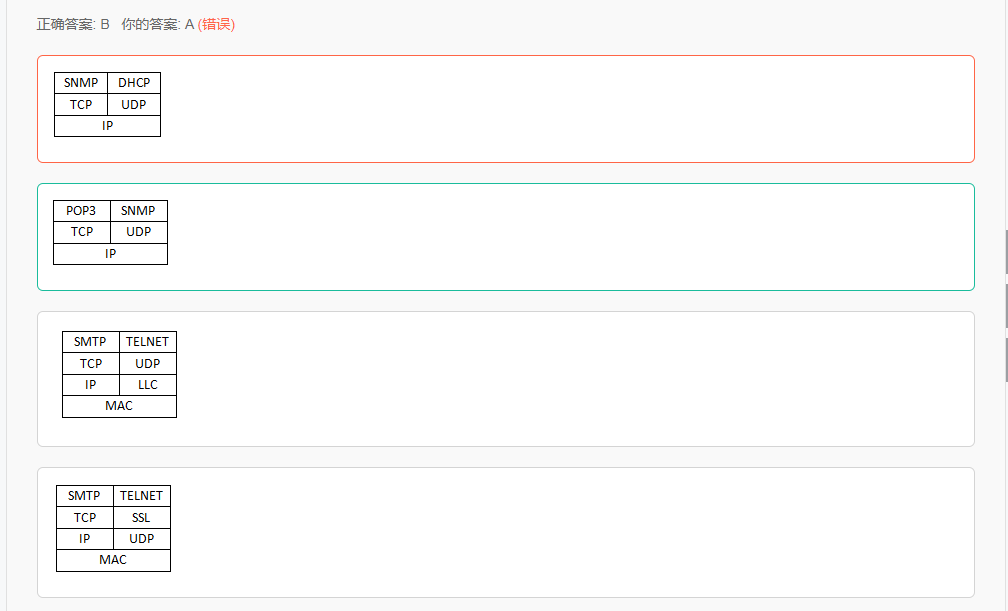 正确答案: B 你的答案: A (错误)
SNMP DHCP
TCP UDP
IP
POP3 SNMP
TCP UDP
IP
SMTP TELNET
TCP UDP
IP LLC
MAC
SMTP TELNET
TCP SSL
IP UDP
MAC